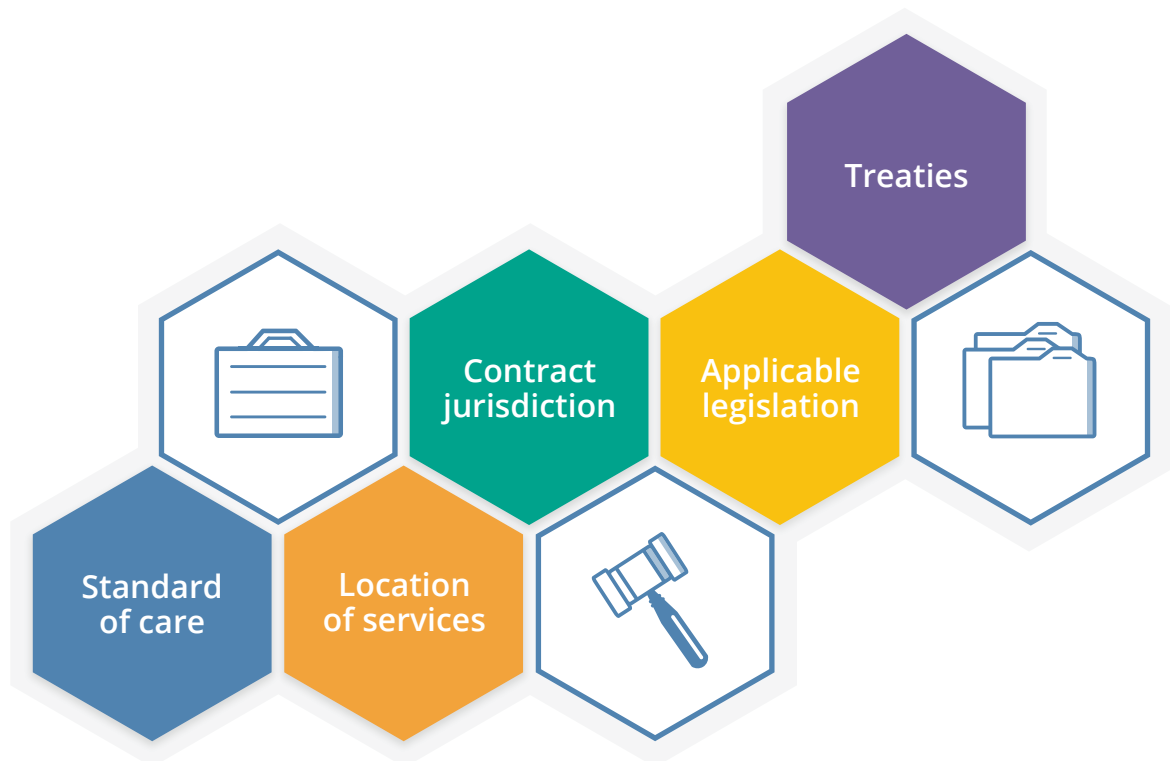 Treaties
Contract
jurisdiction
Applicable
legislation
Standard
of care
Location
of services